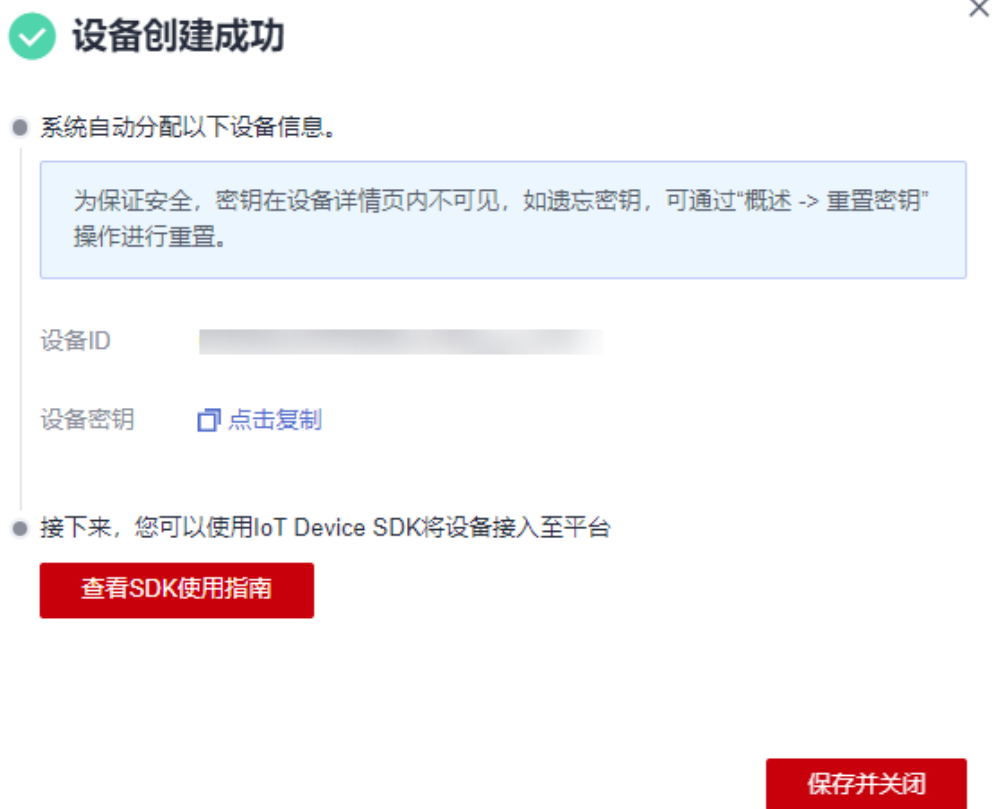 设备创建成功
系统自动分配以下设备信息。
为保证安全，密钥在设备详情页内不可见，如遗忘密钥，可通过“概述 -> 重置密钥”
操作进行重置。
设备ID
设备密钥 点击复制
接下来，您可以使用IoT Device SDK将设备接入至平台
查看SDK使用指南
保存并关闭